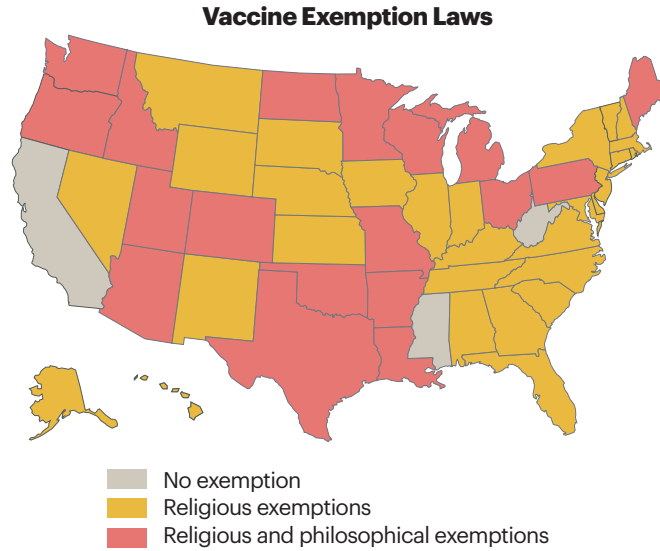 Vaccine Exemption Laws
No exemption
Religious exemptions
Religious and philosophical exemptions